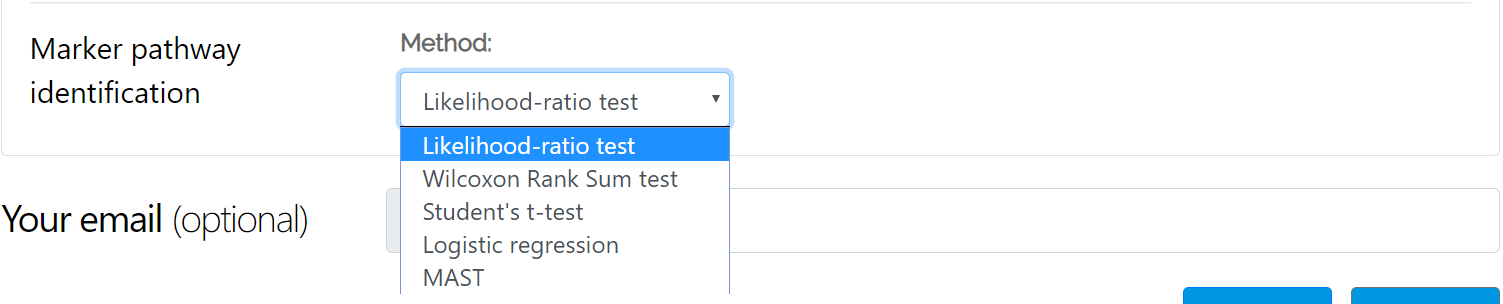 Marker pathway
identification
Method:
Likelihood-ratio test
Likelihood-ratio test
Wilcoxon Rank Sum test
Student's t-test
Logistic regression
MAST
Your email (optional)